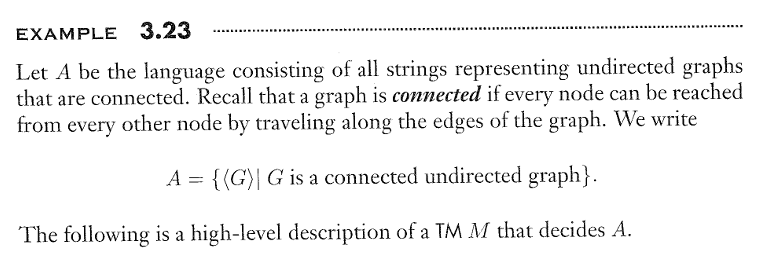 EXAMPLE 3.23
Let A be the language consisting of all strings representing undirected graphs
that are connected. Recall that a graph is connected if every node can be reached
from every other node by traveling along the edges of the graph. We write
A = {⟨G⟩| G is a connected undirected graph}.
The following is a high-level description of a TM M that decides A.